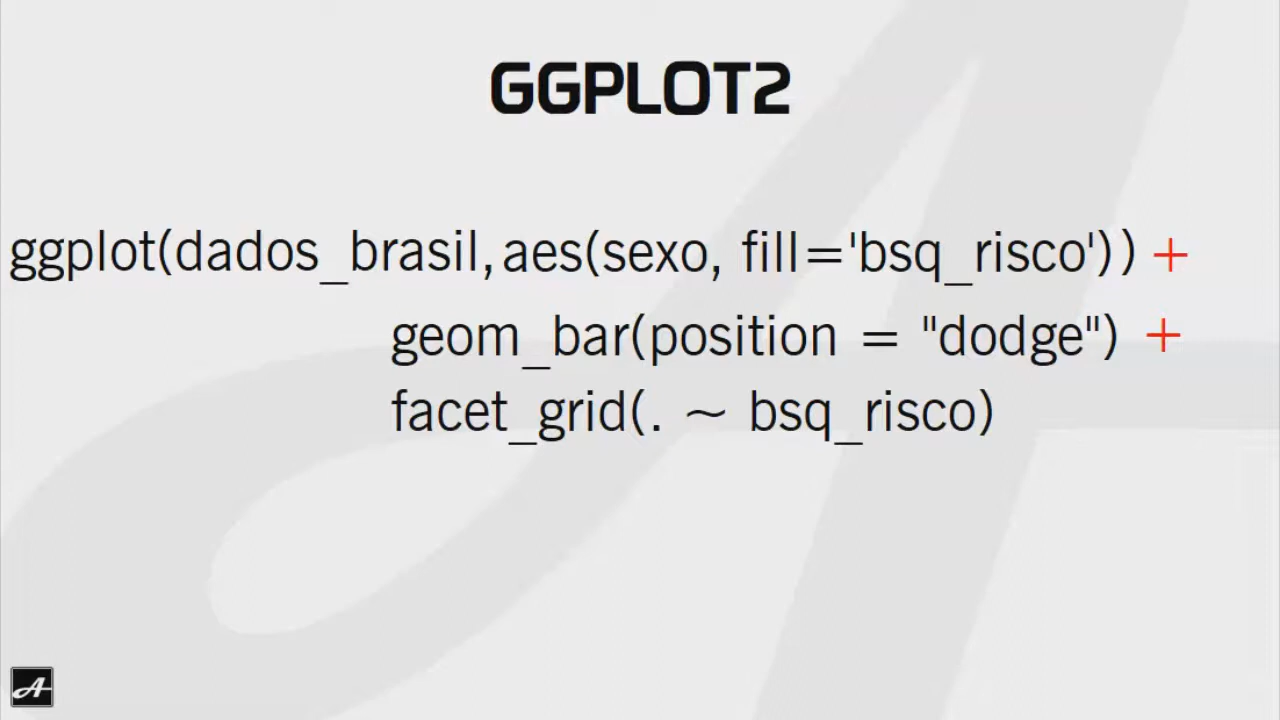 GGPLOT2
ggplot(dados_brasil, aes(sexo, fill='bsq_risco')) +
geom_bar(position = "dodge") +
facet_grid(. ~ bsq_risco)
A